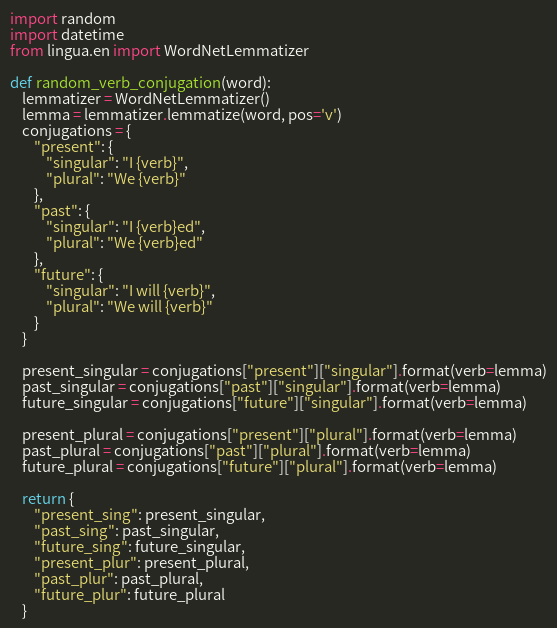 import random
import datetime
from lingua.en import WordNetLemmatizer

def random_verb_conjugation(word):
    lemmatizer = WordNetLemmatizer()
    lemma = lemmatizer.lemmatize(word, pos='v')
    conjugations = {
        "present": {
            "singular": "I {verb}",
            "plural": "We {verb}"
        },
        "past": {
            "singular": "I {verb}ed",
            "plural": "We {verb}ed"
        },
        "future": {
            "singular": "I will {verb}",
            "plural": "We will {verb}"
        }
    }

    present_singular = conjugations["present"]["singular"].format(verb=lemma)
    past_singular = conjugations["past"]["singular"].format(verb=lemma)
    future_singular = conjugations["future"]["singular"].format(verb=lemma)

    present_plural = conjugations["present"]["plural"].format(verb=lemma)
    past_plural = conjugations["past"]["plural"].format(verb=lemma)
    future_plural = conjugations["future"]["plural"].format(verb=lemma)

    return {
        "present_sing": present_singular,
        "past_sing": past_singular,
        "future_sing": future_singular,
        "present_plur": present_plural,
        "past_plur": past_plural,
        "future_plur": future_plural
    }